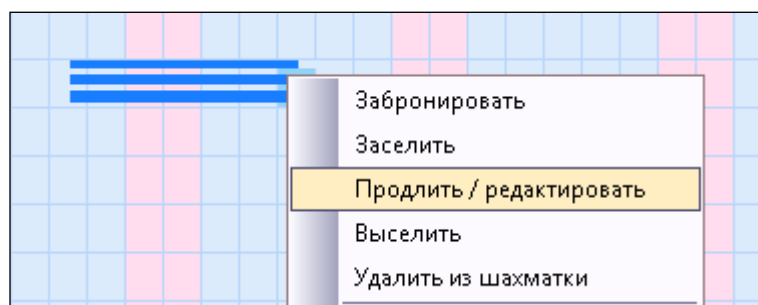 Забронировать
Заселить
Продлить / редактировать
Выселить
Удалить из шахматки